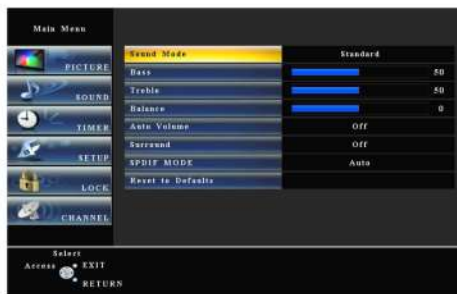 Main Menu
PICTURE
SOUND
TIMER
SETUP
LOCK
CHANNEL
Sound Mode Standard
Bass 50
Treble 50
Balance 0
Auto Volume Off
Surround Off
SPDIF MODE Auto
Reset to Defaults
Select
Access EXIT
RETURN